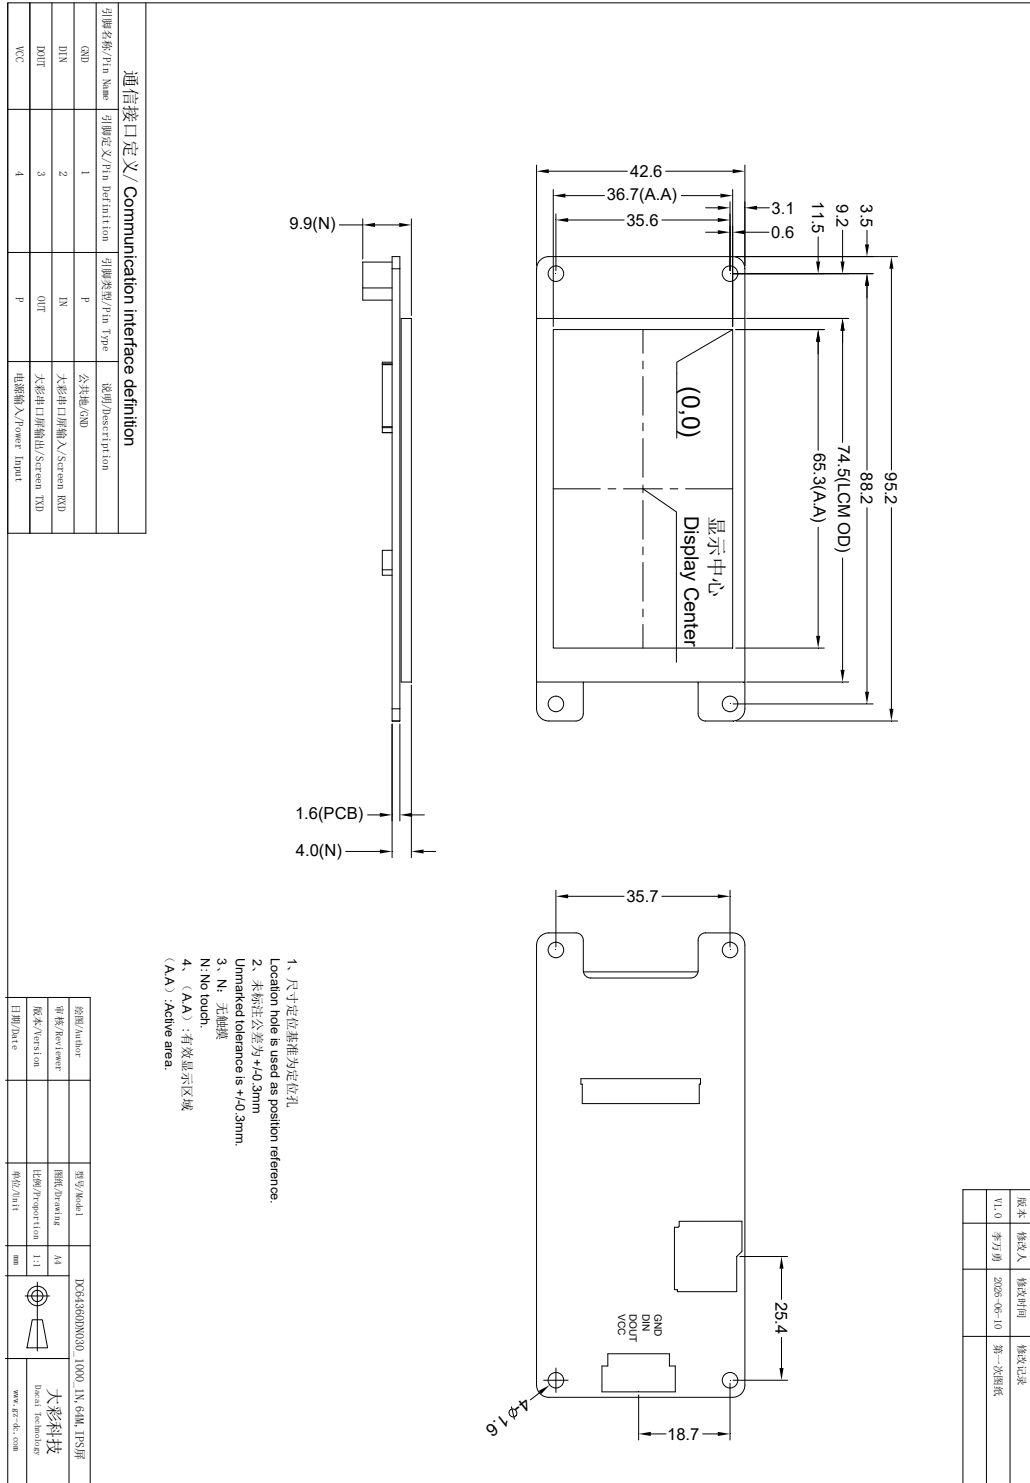 42.6
36.7(A.A)
35.6
3.1
0.6
3.5
9.2
11.5
95.2
88.2
74.5(LCM OD)
65.3(A.A)
(0,0)
显示中心
Display Center
9.9(N)
1.6(PCB)
4.0(N)
35.7
25.4
18.7
4-φ1.6
GND
DIN
DOUT
VCC
通信接口定义/ Communication interface definition
引脚名称/Pin Name 引脚定义/Pin Definition 引脚类型/Pin Type 说明/Description
GND 1 P 公共地/GND
DIN 2 IN 大彩串口屏输入/Screen RXD
DOUT 3 OUT 大彩串口屏输出/Screen TXD
VCC 4 P 电源输入/Power Input
1、尺寸定位基准为定位孔
Location hole is used as position reference.
2、未标注公差为+/-0.3mm
Unmarked tolerance is +/-0.3mm.
3、N: 无触摸
N: No touch.
4、（A.A）:有效显示区域
（A.A）:Active area.
版本 修改人 修改时间 修改记录
V1.0 李万勇 2026-06-10 第一次图纸
绘图/Author 型号/Model DC64360DN030_1000_1N,64M,IPS屏
审核/Reviewer 图纸/Drawing A4
版本/Version 比例/Proportion 1:1
日期/Date 单位/Unit mm
大彩科技
Dacai Technology
www.gz-dc.com